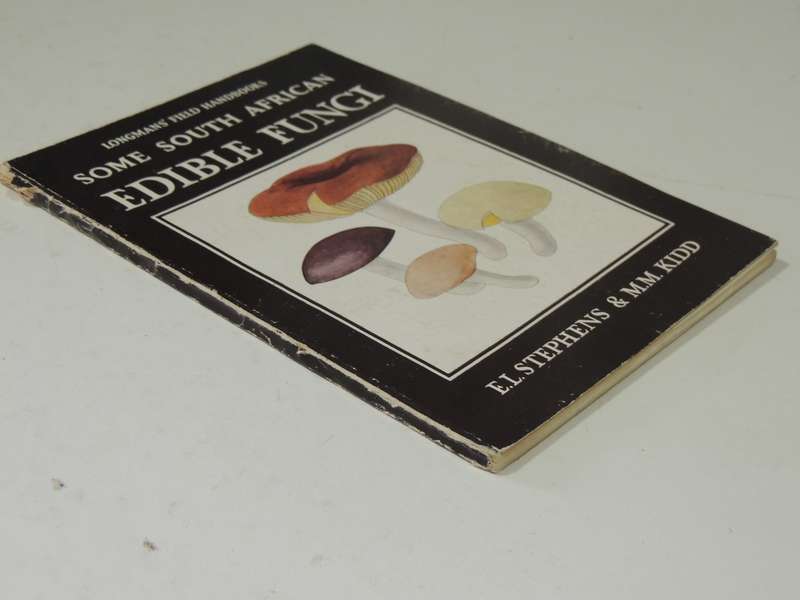 LONGMANS' FIELD HANDBOOKS
SOME SOUTH AFRICAN
EDIBLE FUNGI
E.L. STEPHENS & M.M. KIDD